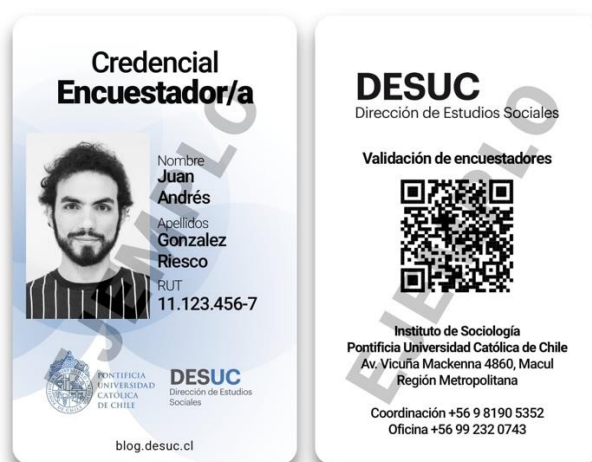 Credencial
Encuestador/a
Nombre
Juan
Andrés
Apellidos
Gonzalez
Riesco
RUT
11.123.456-7
PONTIFICIA
UNIVERSIDAD
CATÓLICA
DE CHILE
DESUC
Dirección de Estudios
Sociales
blog.desuc.cl
EJEMPLO
DESUC
Dirección de Estudios Sociales
Validación de encuestadores
Instituto de Sociología
Pontificia Universidad Católica de Chile
Av. Vicuña Mackenna 4860, Macul
Región Metropolitana
Coordinación +56 9 8190 5352
Oficina +56 99 232 0743
EJEMPLO